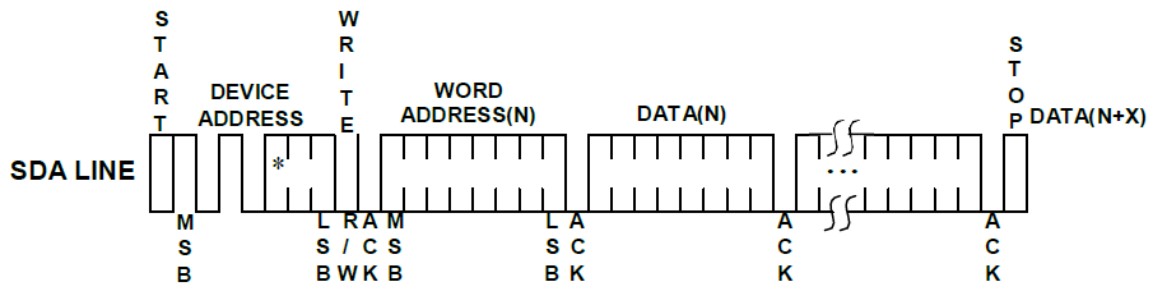 START
WRITE
STOP
DEVICE
ADDRESS
WORD
ADDRESS(N)
DATA(N)
DATA(N+X)
SDA LINE
*
...
MSB
LSB
R/W
ACK
MSB
LSB
ACK
ACK
ACK